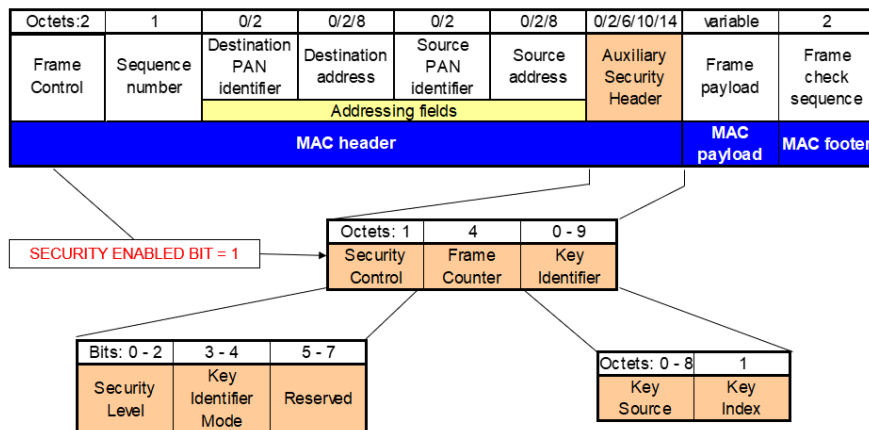 Octets:2 1 0/2 0/2/8 0/2 0/2/8 0/2/6/10/14 variable 2
Frame Control Sequence number Destination PAN identifier Destination address Source PAN identifier Source address Auxiliary Security Header Frame payload Frame check sequence
Addressing fields
MAC header MAC payload MAC footer
SECURITY ENABLED BIT = 1
Octets: 1 4 0 - 9
Security Control Frame Counter Key Identifier
Bits: 0 - 2 3 - 4 5 - 7
Security Level Key Identifier Mode Reserved
Octets: 0 - 8 1
Key Source Key Index